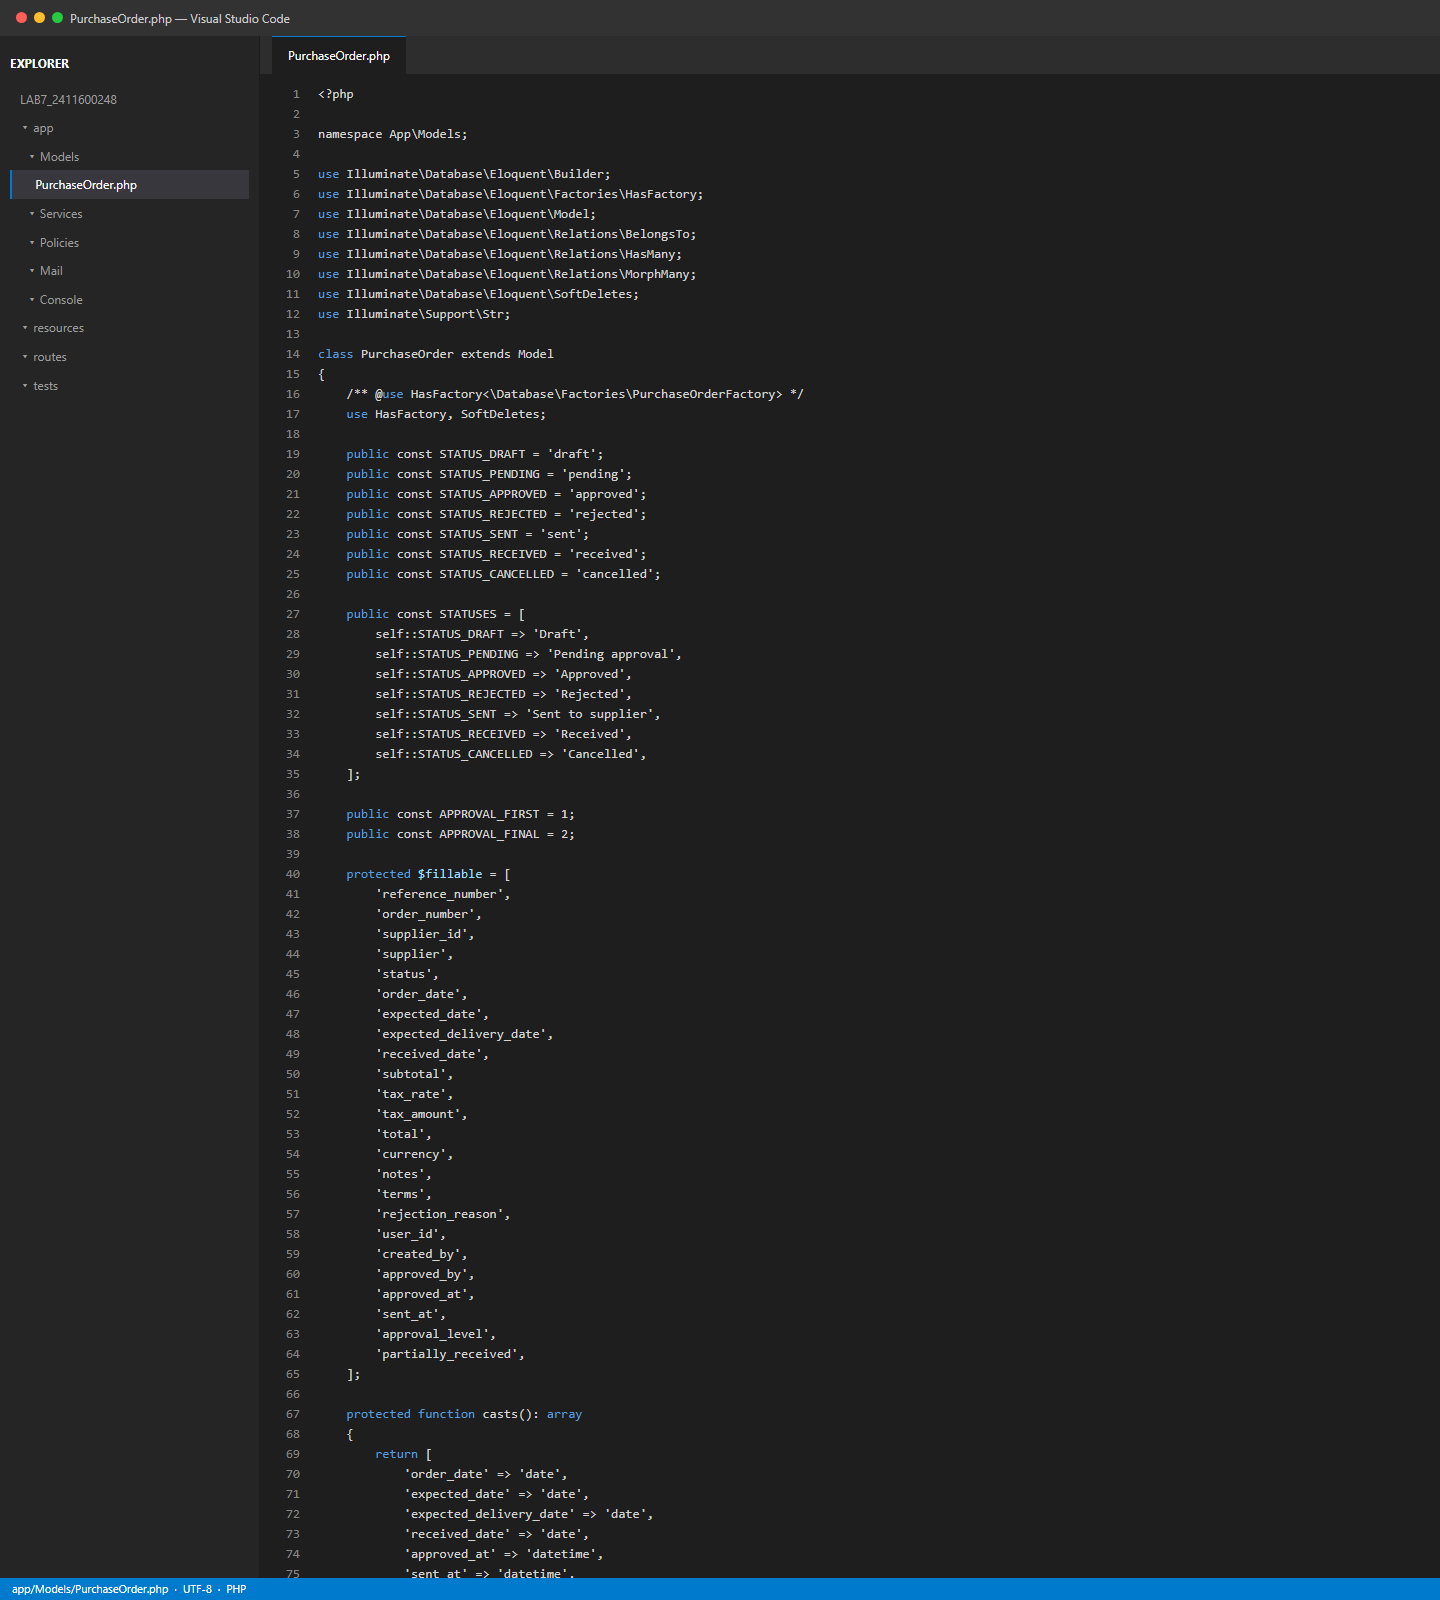 PurchaseOrder.php — Visual Studio Code
EXPLORER
LAB7_2411600248
app
Models
PurchaseOrder.php
Services
Policies
Mail
Console
resources
routes
tests
PurchaseOrder.php
1 <?php
2
3 namespace App\Models;
4
5 use Illuminate\Database\Eloquent\Builder;
6 use Illuminate\Database\Eloquent\Factories\HasFactory;
7 use Illuminate\Database\Eloquent\Model;
8 use Illuminate\Database\Eloquent\Relations\BelongsTo;
9 use Illuminate\Database\Eloquent\Relations\HasMany;
10 use Illuminate\Database\Eloquent\Relations\MorphMany;
11 use Illuminate\Database\Eloquent\SoftDeletes;
12 use Illuminate\Support\Str;
13
14 class PurchaseOrder extends Model
15 {
16     /** @use HasFactory<\Database\Factories\PurchaseOrderFactory> */
17     use HasFactory, SoftDeletes;
18
19     public const STATUS_DRAFT = 'draft';
20     public const STATUS_PENDING = 'pending';
21     public const STATUS_APPROVED = 'approved';
22     public const STATUS_REJECTED = 'rejected';
23     public const STATUS_SENT = 'sent';
24     public const STATUS_RECEIVED = 'received';
25     public const STATUS_CANCELLED = 'cancelled';
26
27     public const STATUSES = [
28         self::STATUS_DRAFT => 'Draft',
29         self::STATUS_PENDING => 'Pending approval',
30         self::STATUS_APPROVED => 'Approved',
31         self::STATUS_REJECTED => 'Rejected',
32         self::STATUS_SENT => 'Sent to supplier',
33         self::STATUS_RECEIVED => 'Received',
34         self::STATUS_CANCELLED => 'Cancelled',
35     ];
36
37     public const APPROVAL_FIRST = 1;
38     public const APPROVAL_FINAL = 2;
39
40     protected $fillable = [
41         'reference_number',
42         'order_number',
43         'supplier_id',
44         'supplier',
45         'status',
46         'order_date',
47         'expected_date',
48         'expected_delivery_date',
49         'received_date',
50         'subtotal',
51         'tax_rate',
52         'tax_amount',
53         'total',
54         'currency',
55         'notes',
56         'terms',
57         'rejection_reason',
58         'user_id',
59         'created_by',
60         'approved_by',
61         'approved_at',
62         'sent_at',
63         'approval_level',
64         'partially_received',
65     ];
66
67     protected function casts(): array
68     {
69         return [
70             'order_date' => 'date',
71             'expected_date' => 'date',
72             'expected_delivery_date' => 'date',
73             'received_date' => 'date',
74             'approved_at' => 'datetime',
75             'sent_at' => 'datetime',
app/Models/PurchaseOrder.php · UTF-8 · PHP